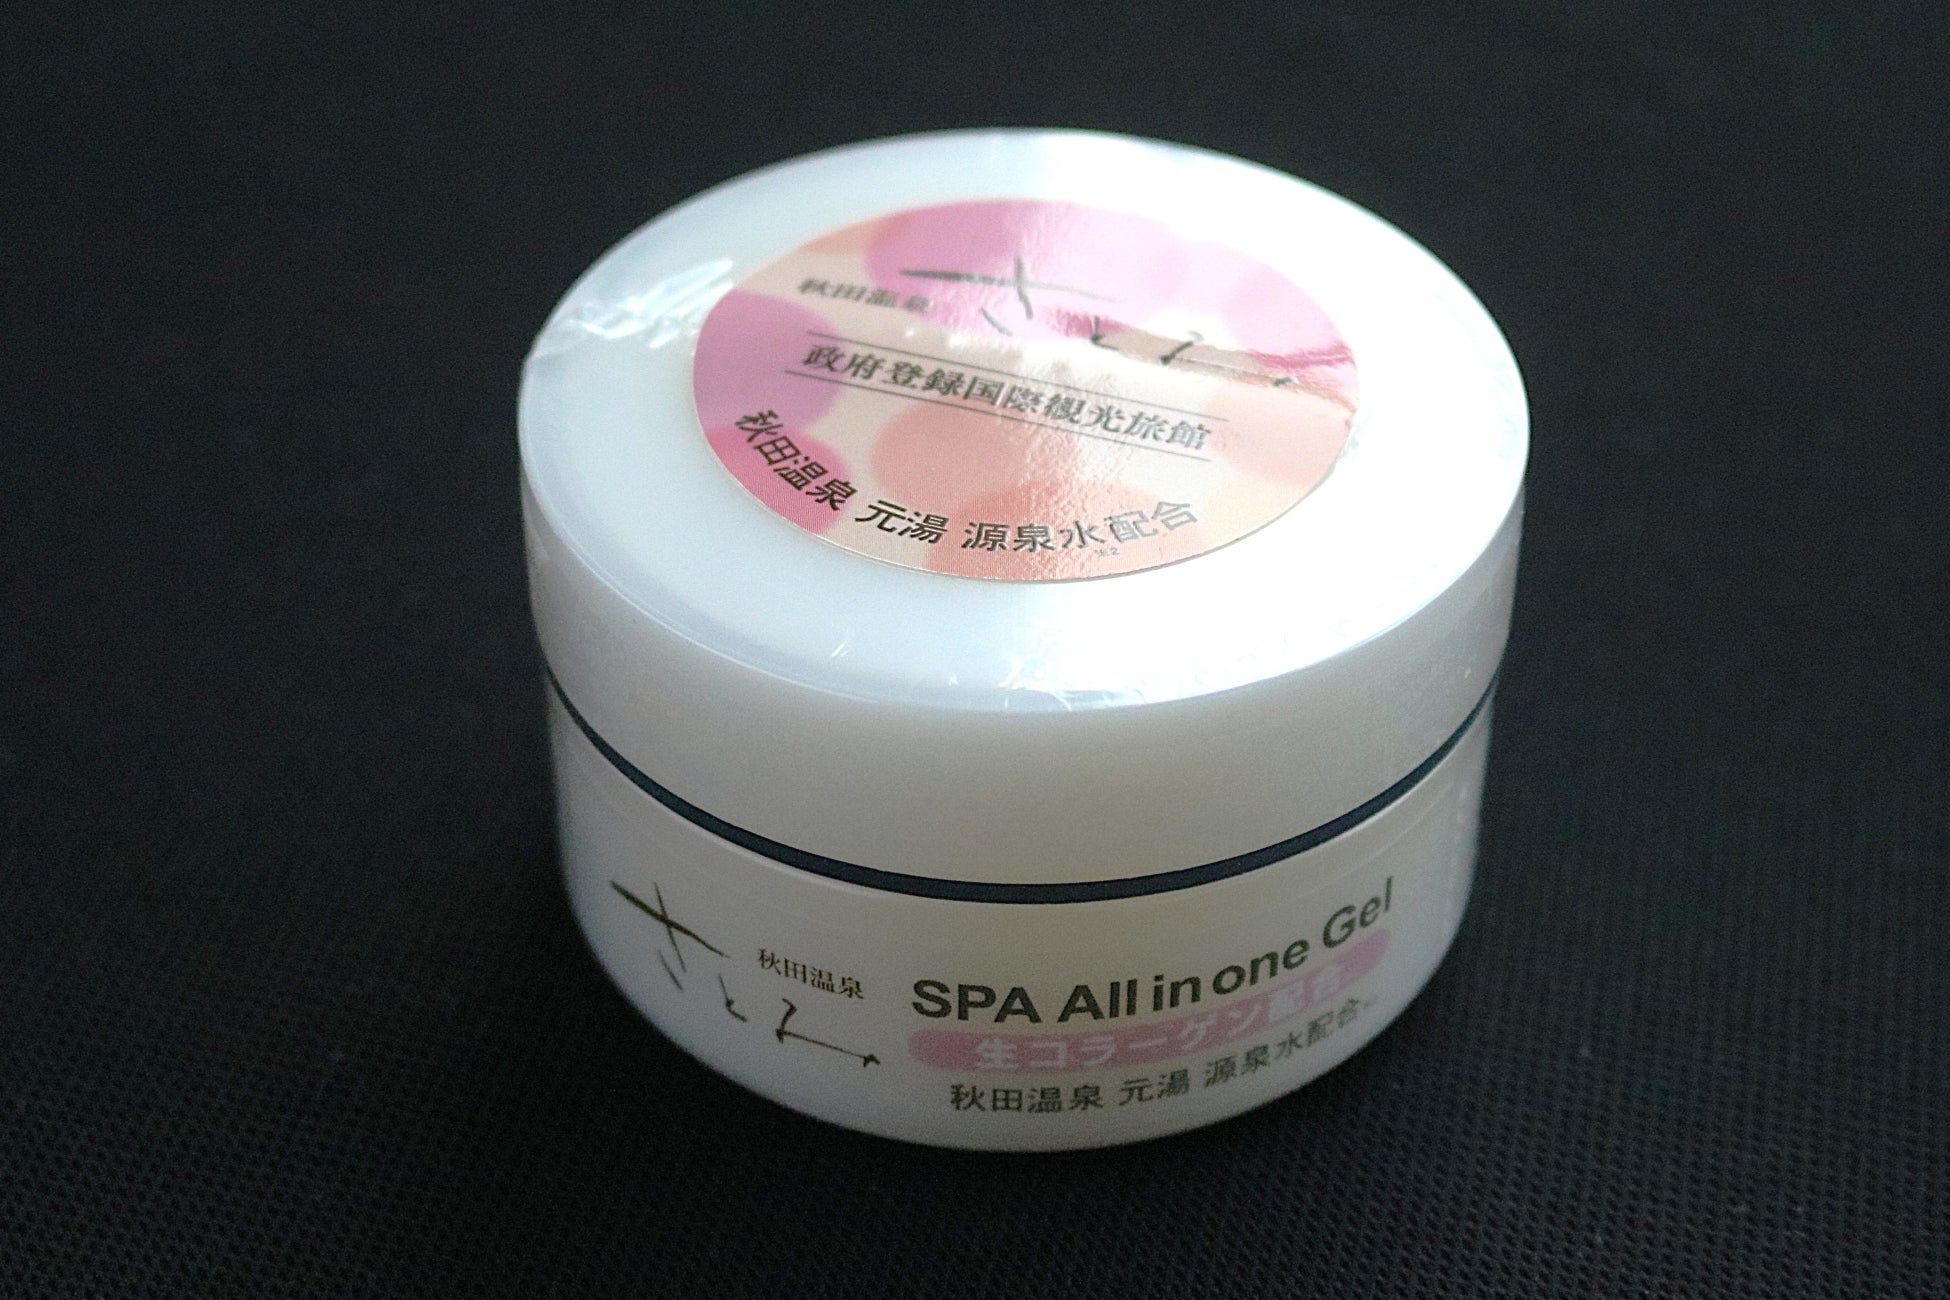 秋田温泉
さとみ
政府登録国際観光旅館
秋田温泉 元湯 源泉水配合
※2
さとみ
秋田温泉
SPA All in one Gel
生コラーゲン配合
秋田温泉 元湯 源泉水配合